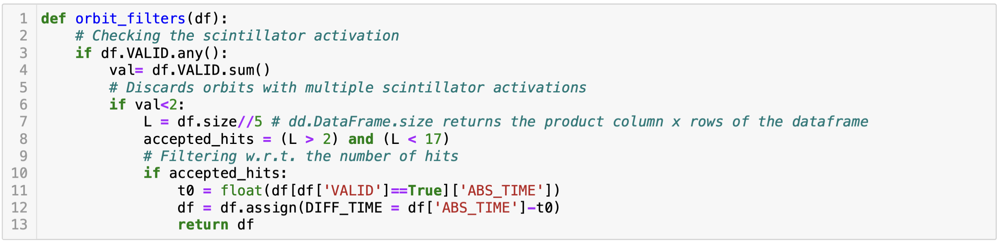 1 def orbit_filters(df):
2     # Checking the scintillator activation
3     if df.VALID.any():
4         val= df.VALID.sum()
5         # Discards orbits with multiple scintillator activations
6         if val<2:
7             L = df.size//5 # dd.DataFrame.size returns the product column x rows of the dataframe
8             accepted_hits = (L > 2) and (L < 17)
9             # Filtering w.r.t. the number of hits
10             if accepted_hits:
11                 t0 = float(df[df['VALID']==True]['ABS_TIME'])
12                 df = df.assign(DIFF_TIME = df['ABS_TIME']-t0)
13                 return df